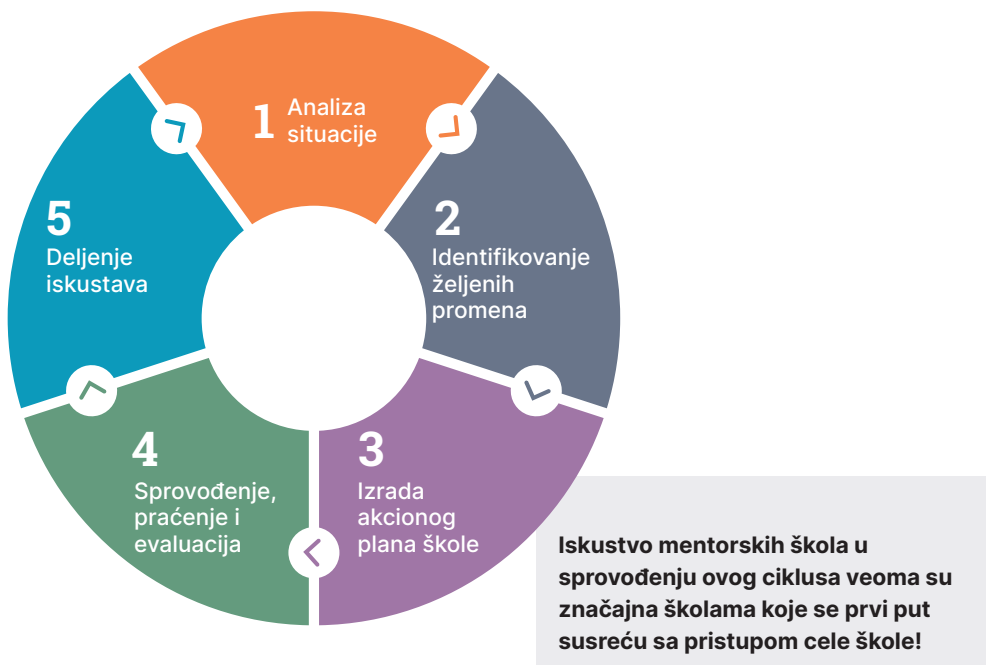 1 Analiza
situacije
2
Identifikovanje
željenih
promena
3
Izrada
akcionog
plana škole
4
Sprovođenje,
praćenje i
evaluacija
5
Deljenje
iskustava
Iskustvo mentorskih škola u
sprovođenju ovog ciklusa veoma su
značajna školama koje se prvi put
susreću sa pristupom cele škole!